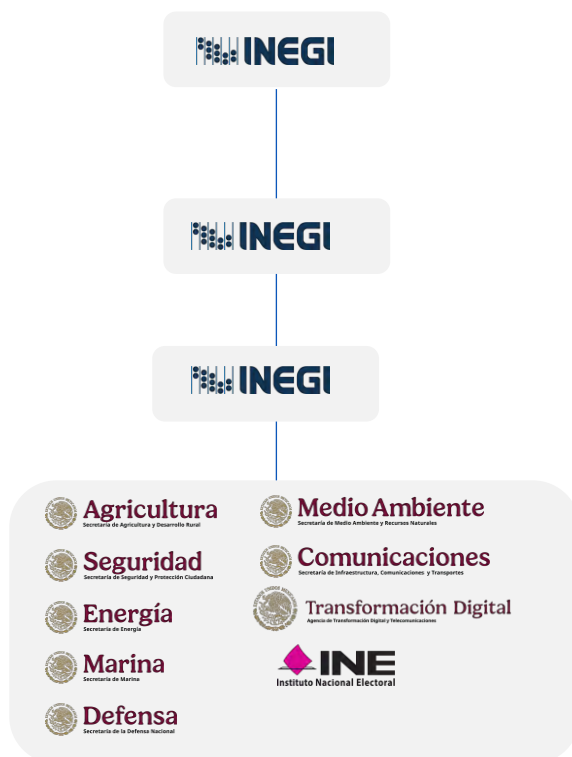 INEGI
INEGI
INEGI
Agricultura
Secretaría de Agricultura y Desarrollo Rural
Seguridad
Secretaría de Seguridad y Protección Ciudadana
Energía
Secretaría de Energía
Marina
Secretaría de Marina
Defensa
Secretaría de la Defensa Nacional
Medio Ambiente
Secretaría de Medio Ambiente y Recursos Naturales
Comunicaciones
Secretaría de Infraestructura, Comunicaciones y Transportes
Transformación Digital
Agencia de Transformación Digital y Telecomunicaciones
INE
Instituto Nacional Electoral